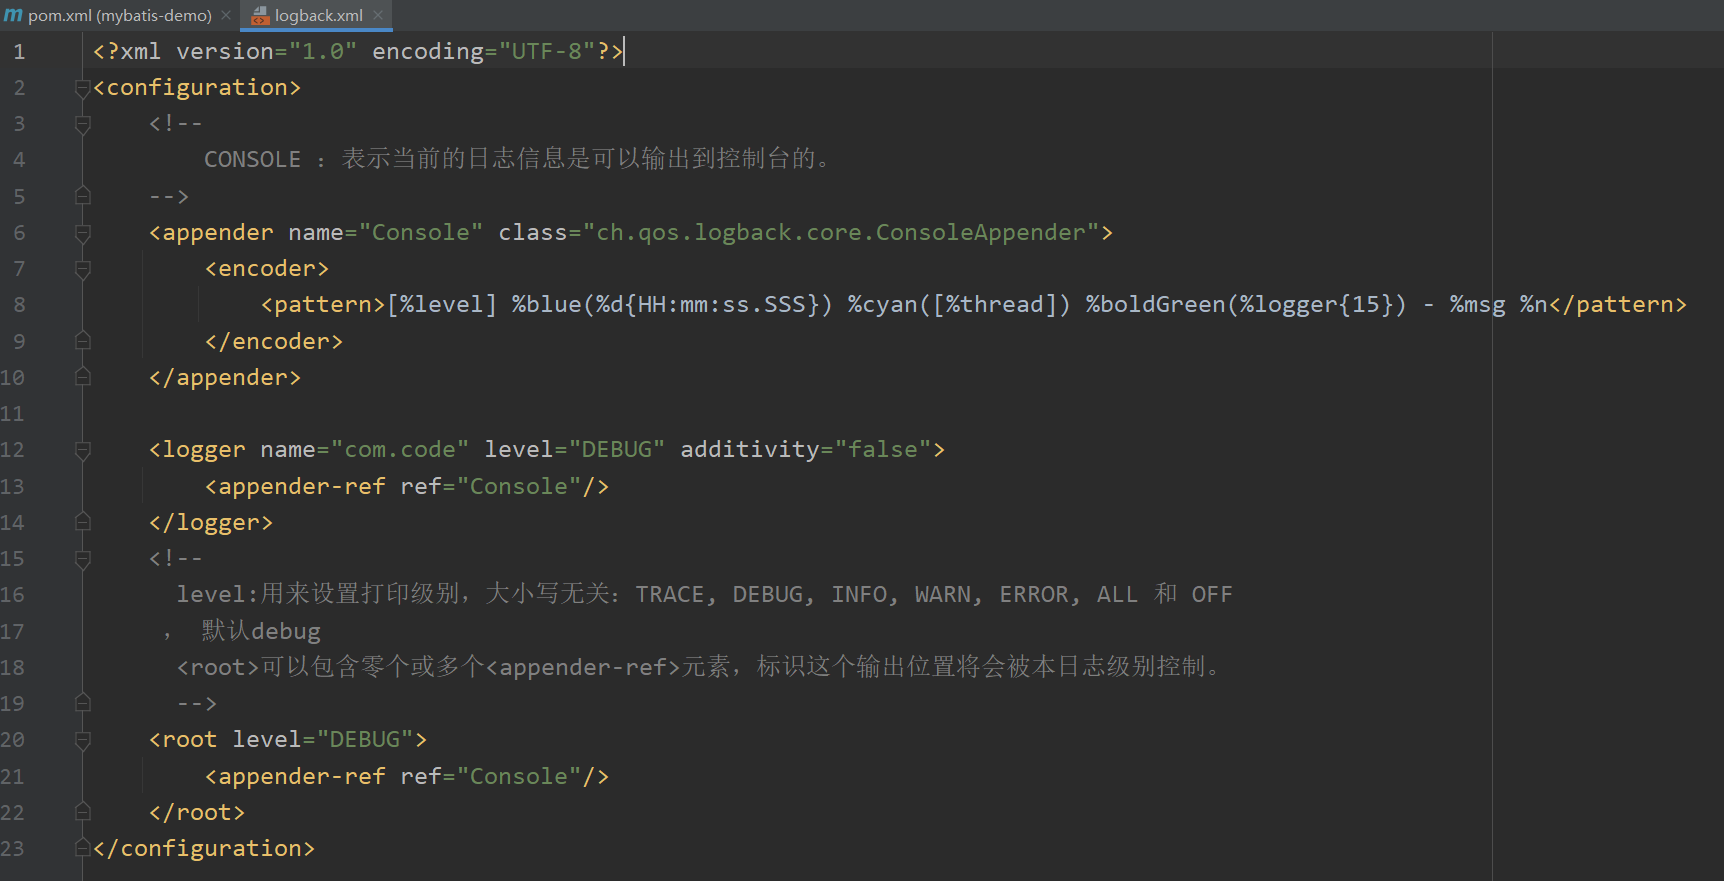 pom.xml (mybatis-demo)
logback.xml
1 <?xml version="1.0" encoding="UTF-8"?>
2 <configuration>
3 <!--
4 CONSOLE ：表示当前的日志信息是可以输出到控制台的。
5 -->
6 <appender name="Console" class="ch.qos.logback.core.ConsoleAppender">
7 <encoder>
8 <pattern>[%level] %blue(%d{HH:mm:ss.SSS}) %cyan([%thread]) %boldGreen(%logger{15}) - %msg %n</pattern>
9 </encoder>
10 </appender>
11
12 <logger name="com.code" level="DEBUG" additivity="false">
13 <appender-ref ref="Console"/>
14 </logger>
15 <!--
16 level:用来设置打印级别，大小写无关：TRACE, DEBUG, INFO, WARN, ERROR, ALL 和 OFF
17 ， 默认debug
18 <root>可以包含零个或多个<appender-ref>元素，标识这个输出位置将会被本日志级别控制。
19 -->
20 <root level="DEBUG">
21 <appender-ref ref="Console"/>
22 </root>
23 </configuration>